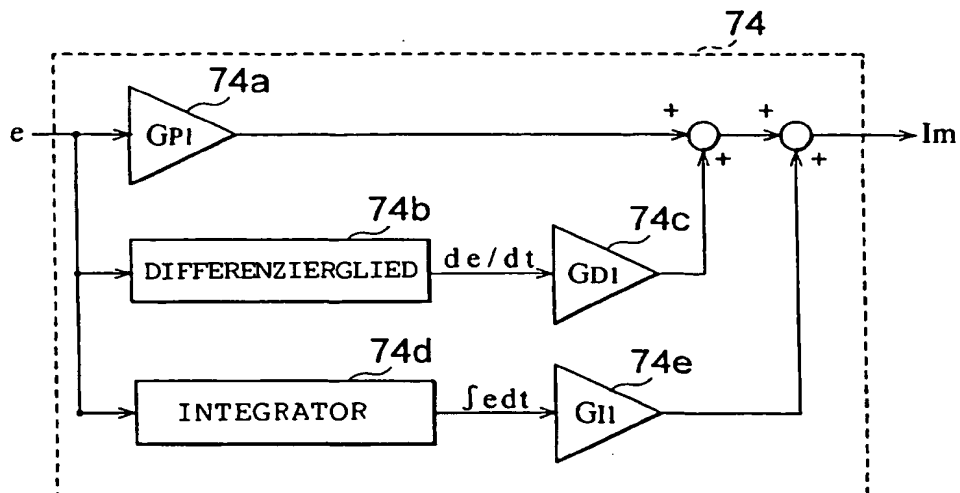 74
74a
e
GP1
+
+
+
+
Im
74b
74c
DIFFERENZIERGLIED
de/dt
GD1
74d
74e
INTEGRATOR
∫edt
GI1